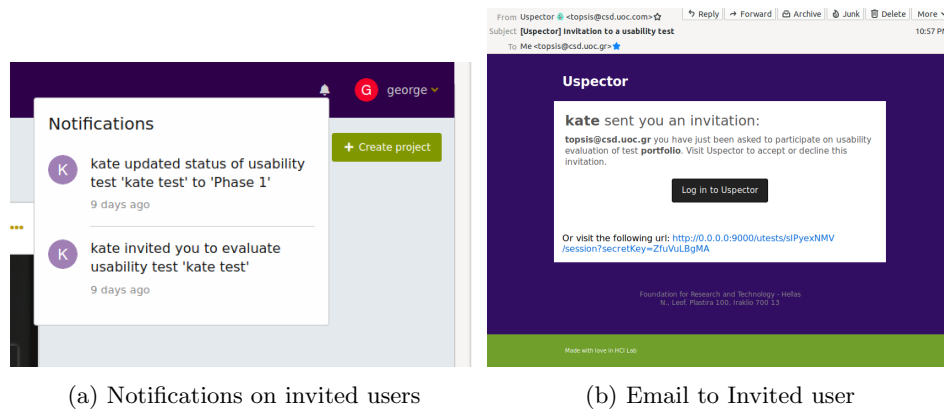 G george
Notifications
+ Create project
K kate updated status of usability
test 'kate test' to 'Phase 1'
9 days ago
K kate invited you to evaluate
usability test 'kate test'
9 days ago
(a) Notifications on invited users
From Uspector <topsis@csd.uoc.com> Reply Forward Archive Junk Delete More
Subject [Uspector] Invitation to a usability test 10:57 PM
To Me <topsis@csd.uoc.gr>
Uspector
kate sent you an invitation:
topsis@csd.uoc.gr you have just been asked to participate on usability
evaluation of test portfolio. Visit Uspector to accept or decline this
invitation.
Log in to Uspector
Or visit the following url: http://0.0.0.0:9000/utests/sIPyexNMV
/session?secretKey=ZfuVuLBgMA
Foundation for Research and Technology - Hellas
N., Leof. Plastira 100, Iraklio 700 13
Made with love in HCI Lab
(b) Email to Invited user